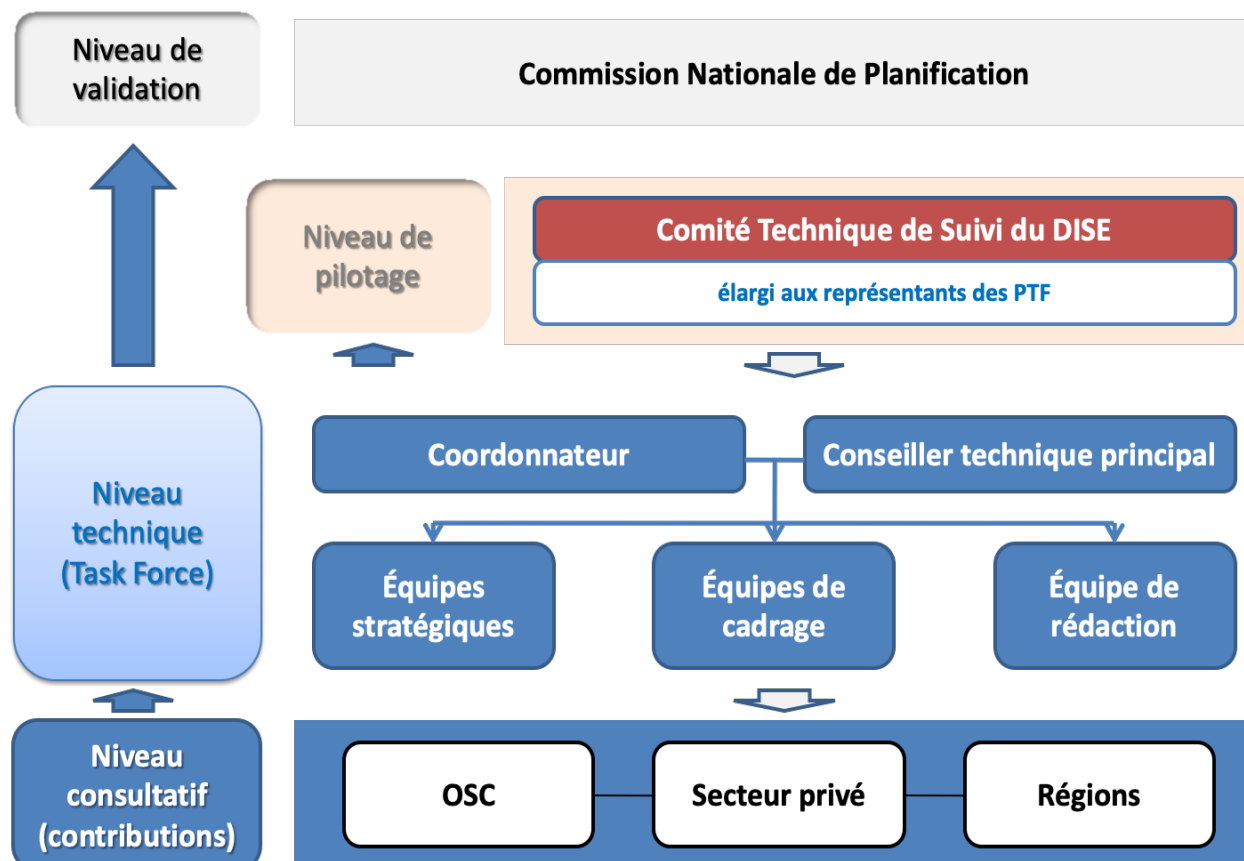 Niveau de
validation
Commission Nationale de Planification
Niveau de
pilotage
Comité Technique de Suivi du DISE
élargi aux représentants des PTF
Niveau
technique
(Task Force)
Coordonnateur
Conseiller technique principal
Équipes
stratégiques
Équipes de
cadrage
Équipe de
rédaction
Niveau
consultatif
(contributions)
OSC
Secteur privé
Régions